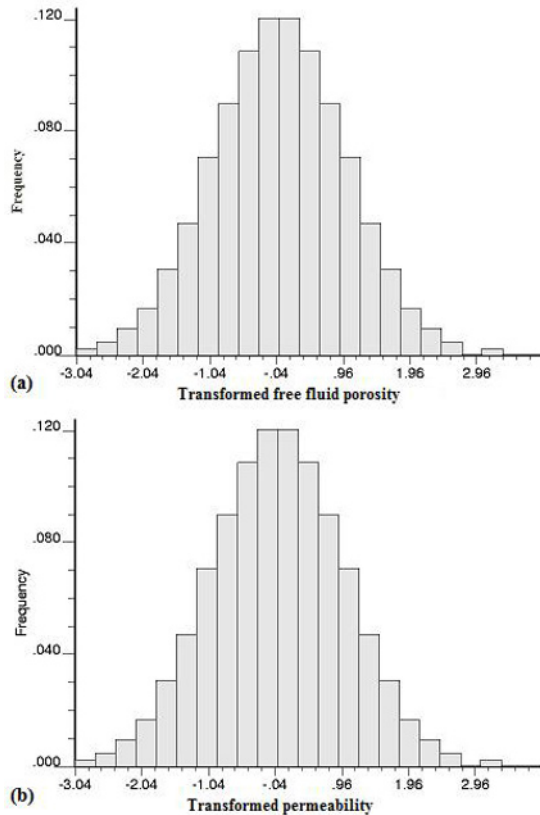 .120
.080
.040
.000
Frequency
-3.04 -2.04 -1.04 -.04 .96 1.96 2.96
(a)
Transformed free fluid porosity
.120
.080
.040
.000
Frequency
-3.04 -2.04 -1.04 -.04 .96 1.96 2.96
(b)
Transformed permeability